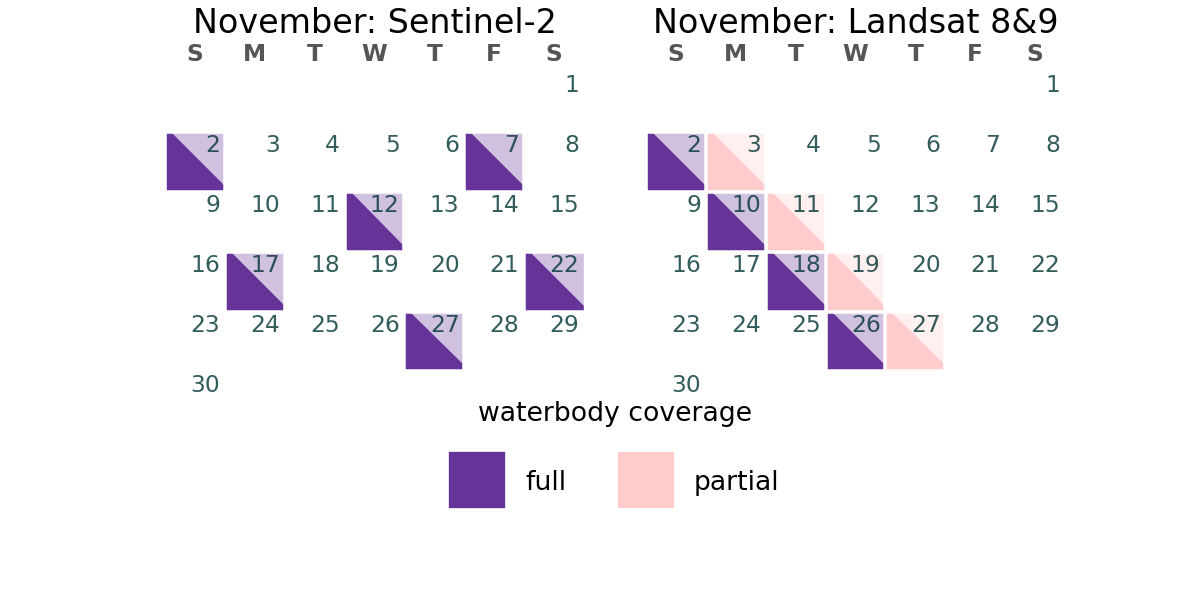 November: Sentinel-2
S M T W T F S
1
2 3 4 5 6 7 8
9 10 11 12 13 14 15
16 17 18 19 20 21 22
23 24 25 26 27 28 29
30
November: Landsat 8&9
S M T W T F S
1
2 3 4 5 6 7 8
9 10 11 12 13 14 15
16 17 18 19 20 21 22
23 24 25 26 27 28 29
30
waterbody coverage
full
partial